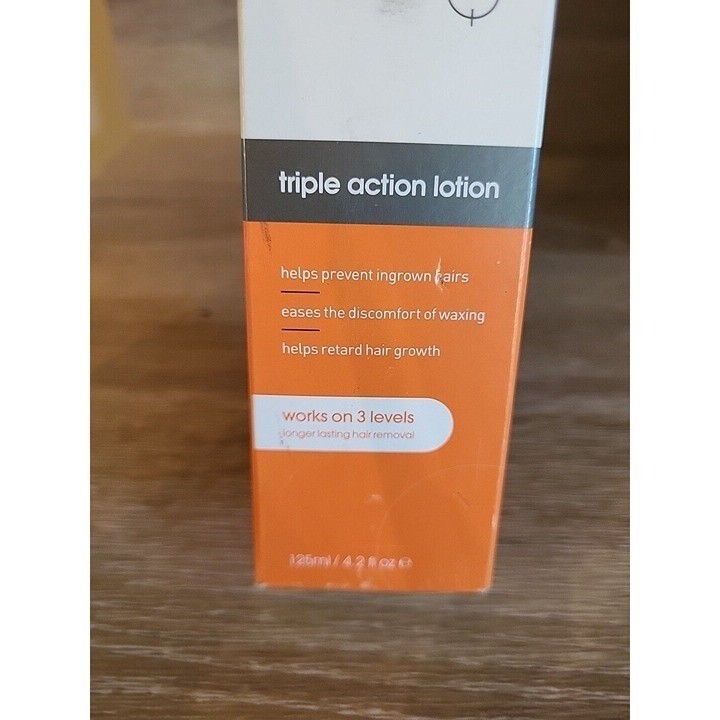 triple action lotion
helps prevent ingrown hairs
eases the discomfort of waxing
helps retard hair growth
works on 3 levels
longer lasting hair removal
125ml / 4.2 fl oz ℮